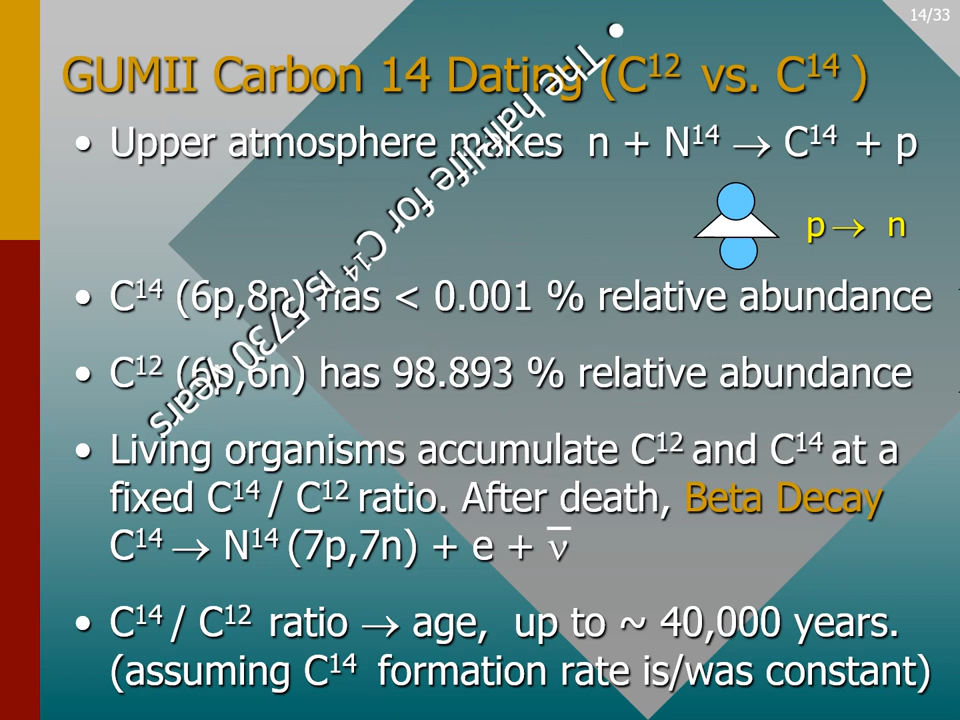 14/33
GUMII Carbon 14 Dating (C¹² vs. C¹⁴ )
• Upper atmosphere makes n + N¹⁴ → C¹⁴ + p
p → n
• The half-life for C¹⁴ is 5730 years
• C¹⁴ (6p,8n) has < 0.001 % relative abundance
• C¹² (6p,6n) has 98.893 % relative abundance
• Living organisms accumulate C¹² and C¹⁴ at a
fixed C¹⁴ / C¹² ratio. After death, Beta Decay
C¹⁴ → N¹⁴ (7p,7n) + e + ν̅
• C¹⁴ / C¹² ratio → age, up to ~ 40,000 years.
(assuming C¹⁴ formation rate is/was constant)